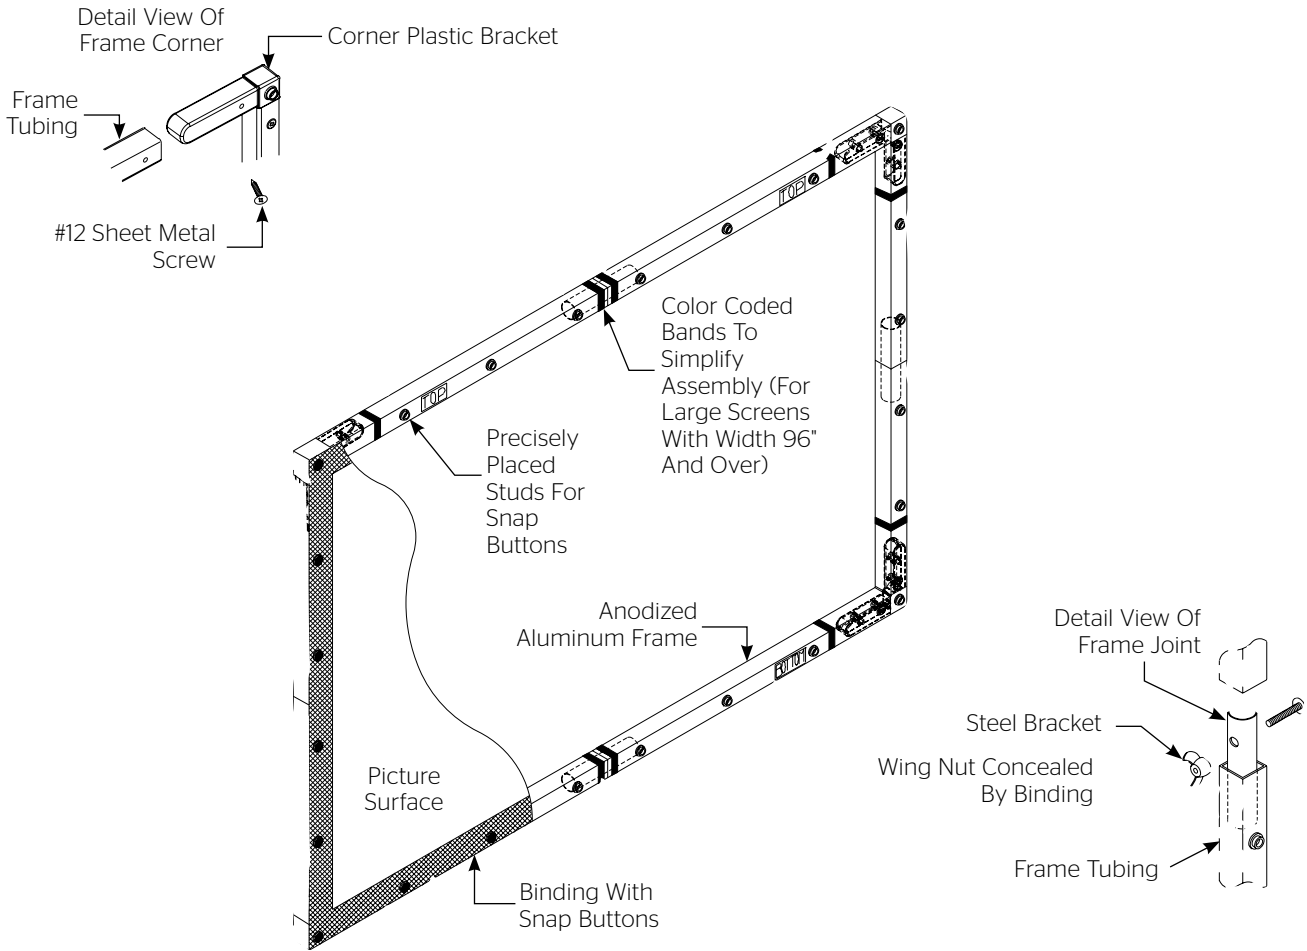 Detail View Of
Frame Corner
Corner Plastic Bracket
Frame
Tubing
#12 Sheet Metal
Screw
TOP
Color Coded
Bands To
Simplify
Assembly (For
Large Screens
With Width 96"
And Over)
TOP
Precisely
Placed
Studs For
Snap
Buttons
Anodized
Aluminum Frame
BOTTOM
Detail View Of
Frame Joint
Steel Bracket
Wing Nut Concealed
By Binding
Picture
Surface
Frame Tubing
Binding With
Snap Buttons